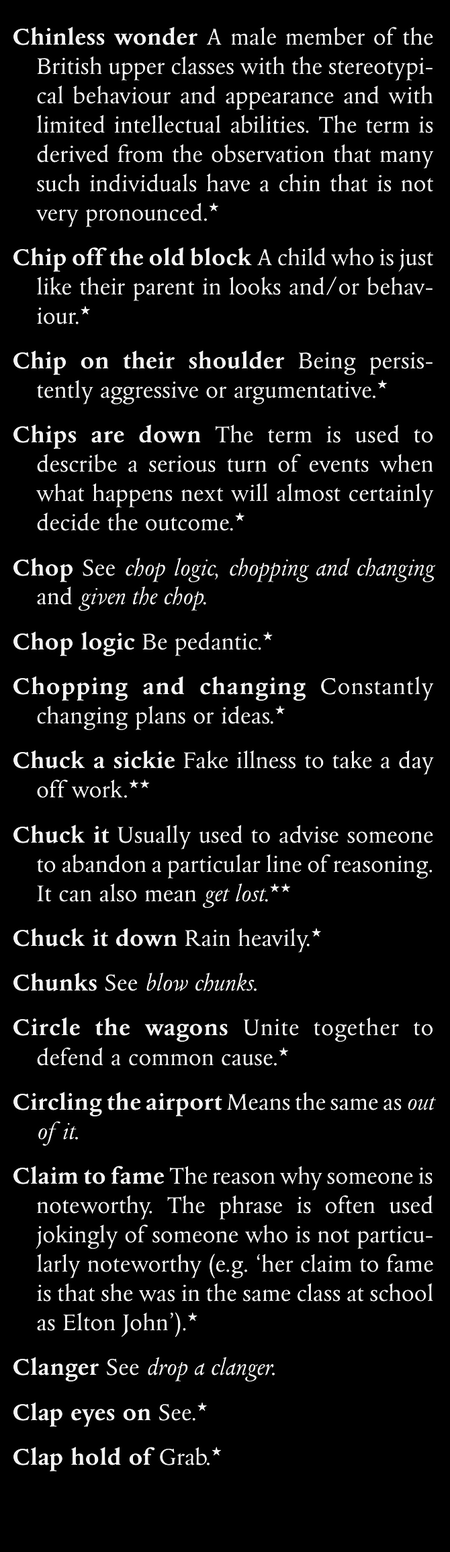 Chinless wonder A male member of the
British upper classes with the stereotypi-
cal behaviour and appearance and with
limited intellectual abilities. The term is
derived from the observation that many
such individuals have a chin that is not
very pronounced.★
Chip off the old block A child who is just
like their parent in looks and/or behav-
iour.★
Chip on their shoulder Being persis-
tently aggressive or argumentative.★
Chips are down The term is used to
describe a serious turn of events when
what happens next will almost certainly
decide the outcome.★
Chop See chop logic, chopping and changing
and given the chop.
Chop logic Be pedantic.★
Chopping and changing Constantly
changing plans or ideas.★
Chuck a sickie Fake illness to take a day
off work.★★
Chuck it Usually used to advise someone
to abandon a particular line of reasoning.
It can also mean get lost.★★
Chuck it down Rain heavily.★
Chunks See blow chunks.
Circle the wagons Unite together to
defend a common cause.★
Circling the airport Means the same as out
of it.
Claim to fame The reason why someone is
noteworthy. The phrase is often used
jokingly of someone who is not particu-
larly noteworthy (e.g. ‘her claim to fame
is that she was in the same class at school
as Elton John’).★
Clanger See drop a clanger.
Clap eyes on See.★
Clap hold of Grab.★